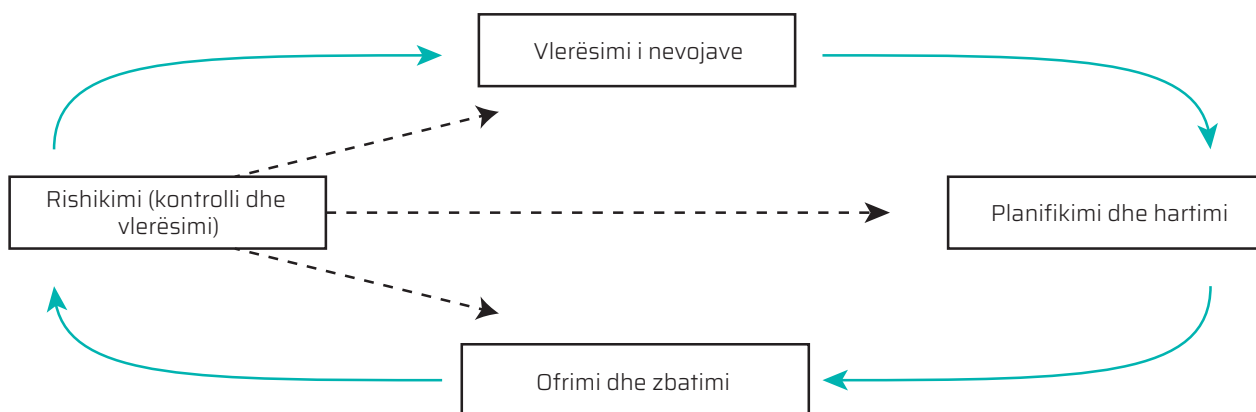 Vlerësimi i nevojave
Rishikimi (kontrolli dhe
vlerësimi)
Planifikimi dhe hartimi
Ofrimi dhe zbatimi